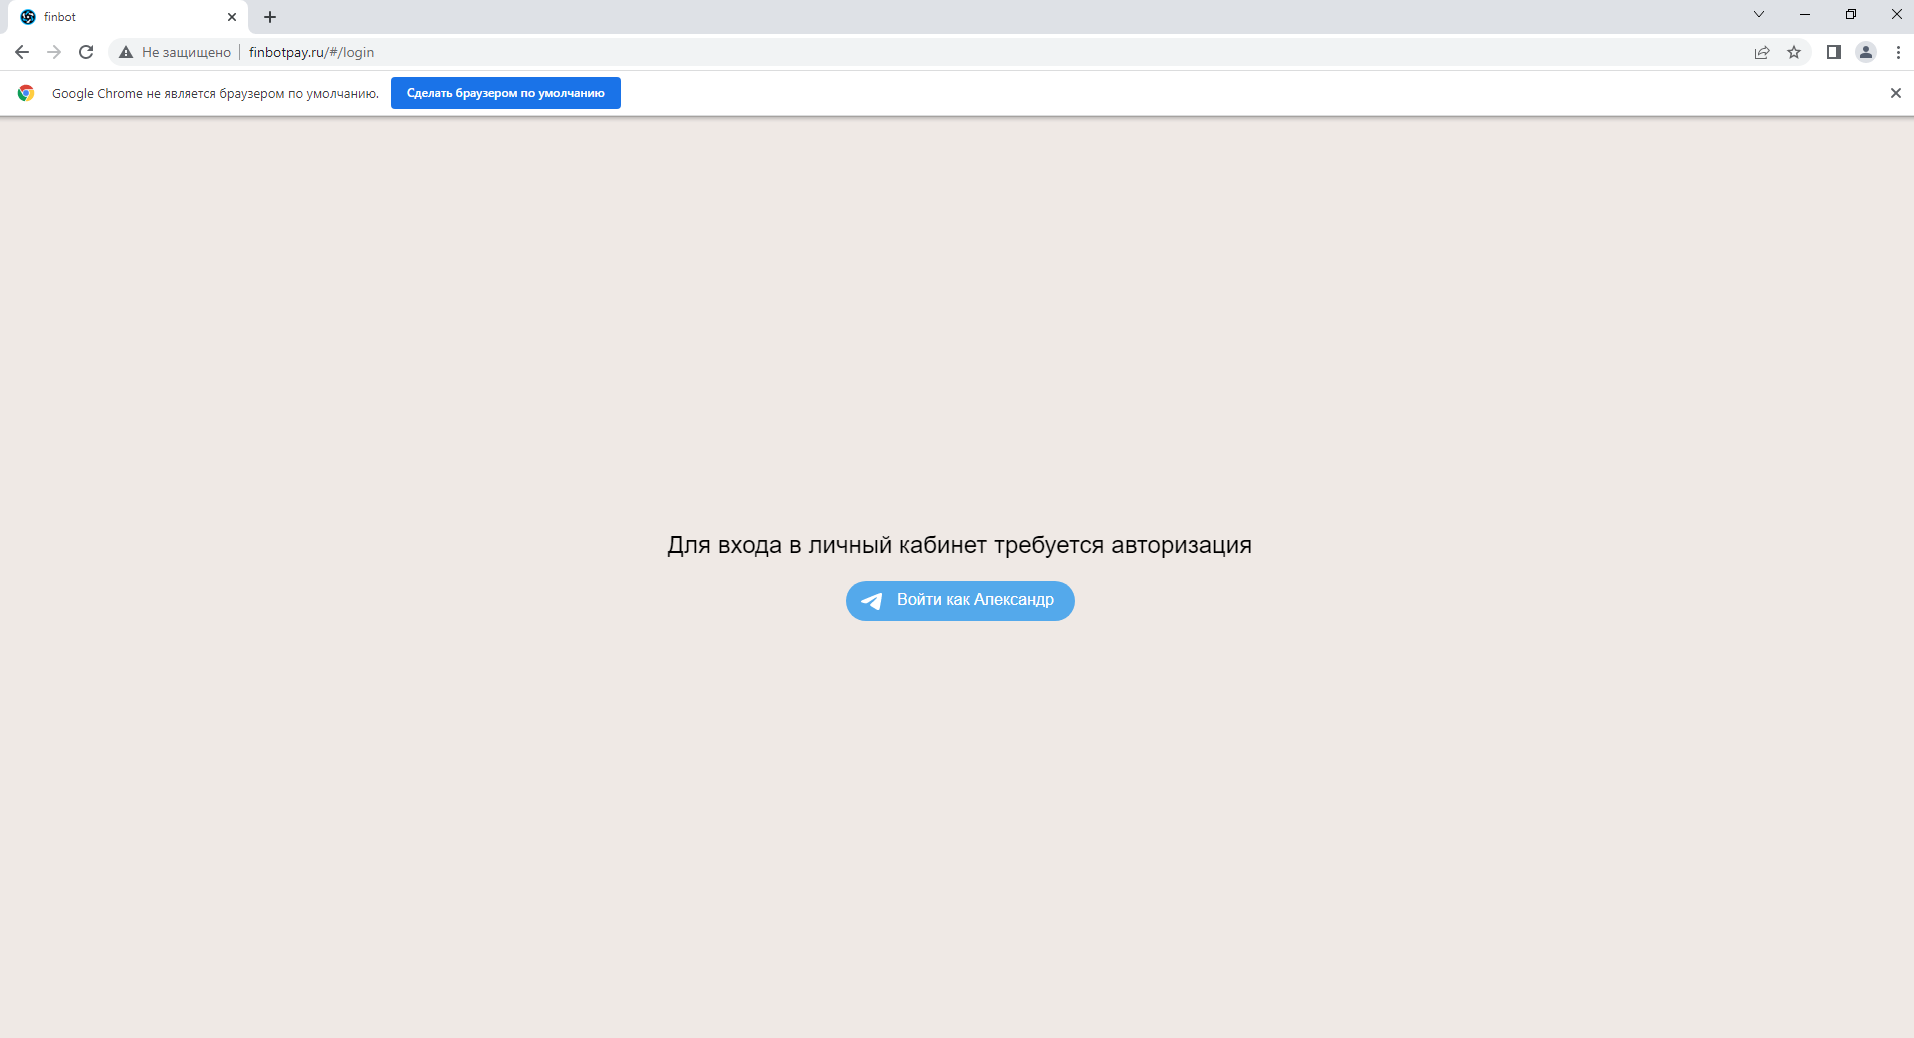 finbot
Не защищено finbotpay.ru/#/login
Google Chrome не является браузером по умолчанию. Сделать браузером по умолчанию
Для входа в личный кабинет требуется авторизация
Войти как Александр